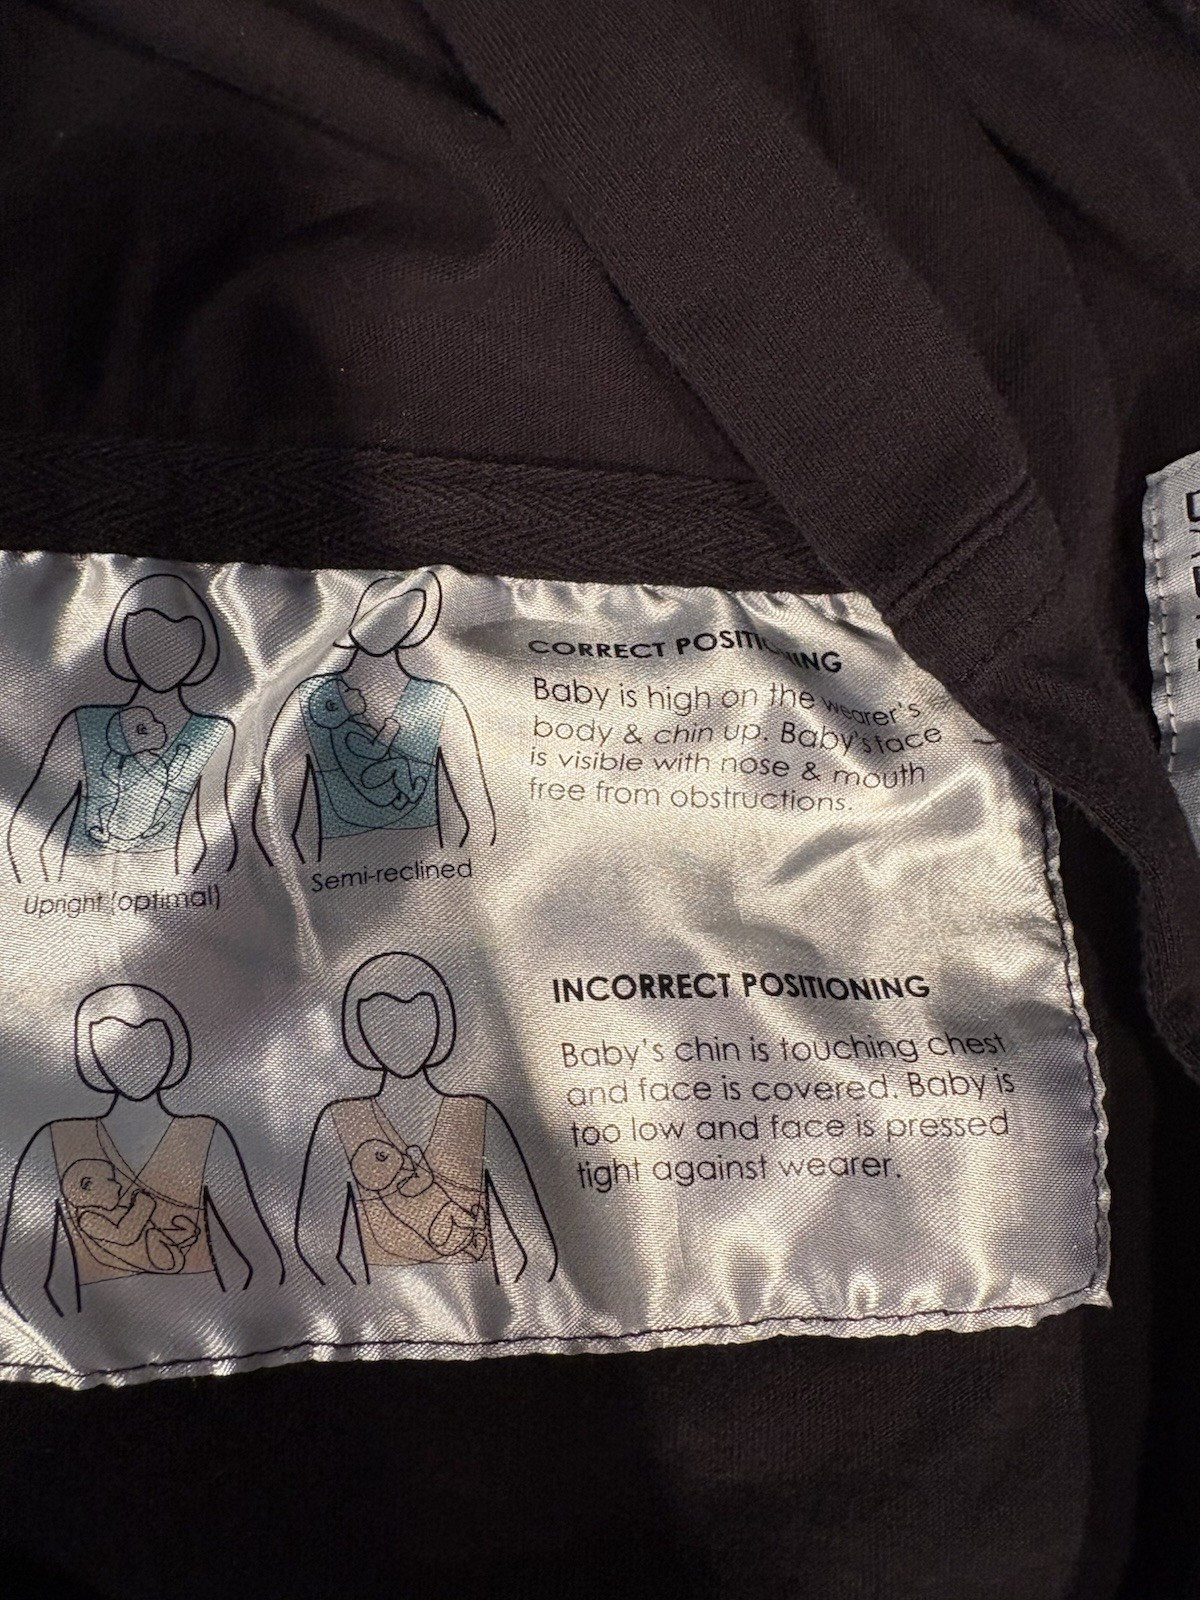 CORRECT POSITIONING
Baby is high on the wearer's
body & chin up. Baby's face
is visible with nose & mouth
free from obstructions.
Upright (optimal)
Semi-reclined
INCORRECT POSITIONING
Baby's chin is touching chest
and face is covered. Baby is
too low and face is pressed
tight against wearer.